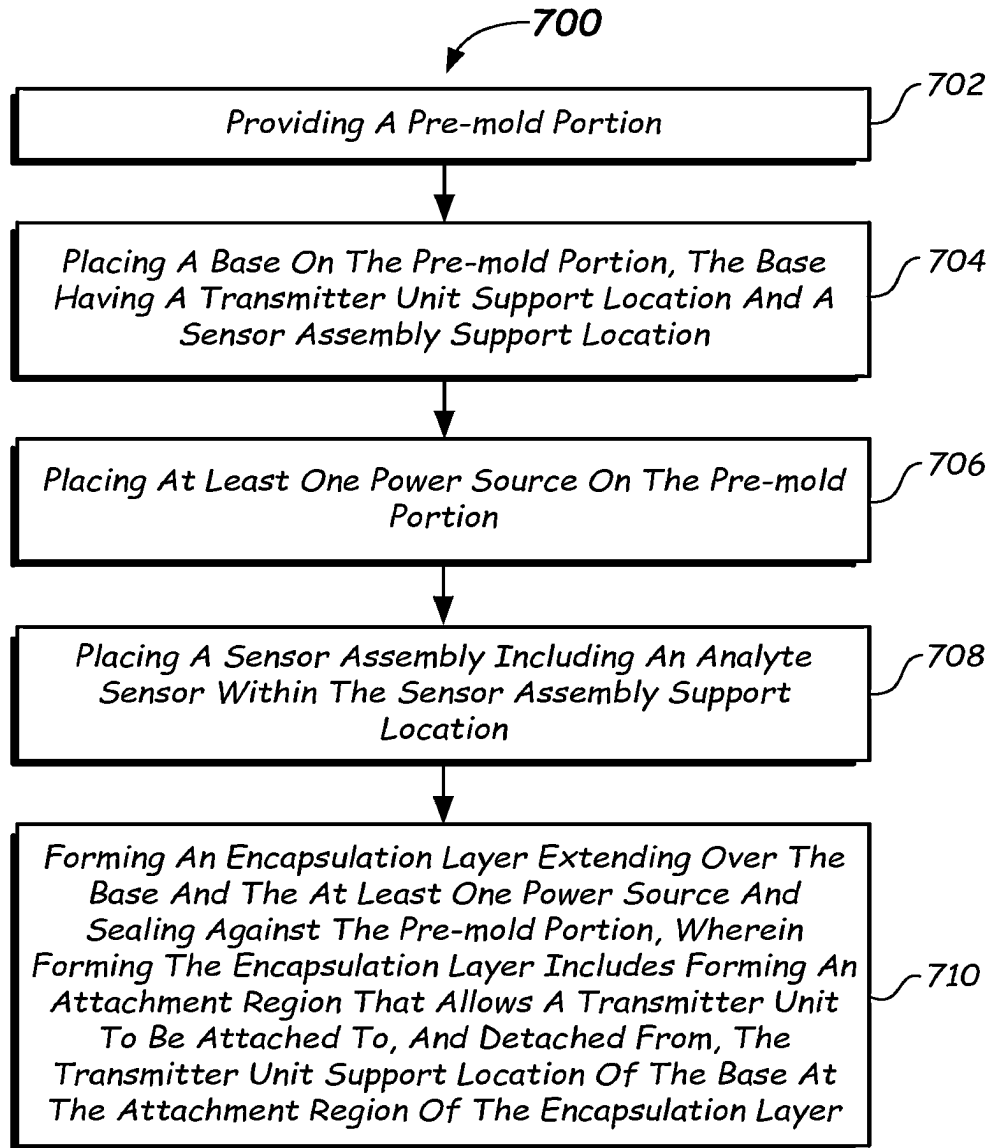 700
702
Providing A Pre-mold Portion
Placing A Base On The Pre-mold Portion, The Base
Having A Transmitter Unit Support Location And A
Sensor Assembly Support Location
704
Placing At Least One Power Source On The Pre-mold
Portion
706
Placing A Sensor Assembly Including An Analyte
Sensor Within The Sensor Assembly Support
Location
708
Forming An Encapsulation Layer Extending Over The
Base And The At Least One Power Source And
Sealing Against The Pre-mold Portion, Wherein
Forming The Encapsulation Layer Includes Forming An
Attachment Region That Allows A Transmitter Unit
To Be Attached To, And Detached From, The
Transmitter Unit Support Location Of The Base At
The Attachment Region Of The Encapsulation Layer
710